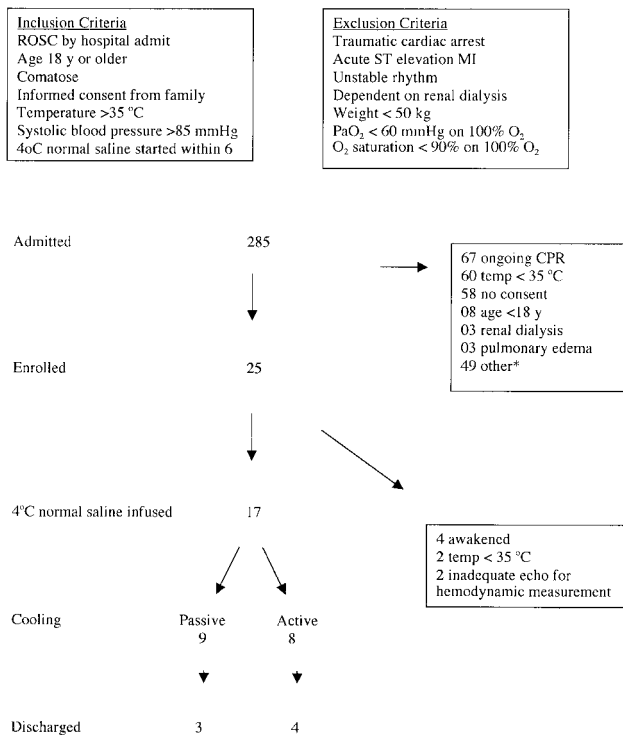 Inclusion Criteria
ROSC by hospital admit
Age 18 y or older
Comatose
Informed consent from family
Temperature >35 °C
Systolic blood pressure >85 mmHg
4oC normal saline started within 6
Exclusion Criteria
Traumatic cardiac arrest
Acute ST elevation MI
Unstable rhythm
Dependent on renal dialysis
Weight < 50 kg
PaO₂ < 60 mmHg on 100% O₂
O₂ saturation < 90% on 100% O₂
Admitted 285
67 ongoing CPR
60 temp < 35 °C
58 no consent
08 age <18 y
03 renal dialysis
03 pulmonary edema
49 other*
Enrolled 25
4°C normal saline infused 17
4 awakened
2 temp < 35 °C
2 inadequate echo for
hemodynamic measurement
Cooling Passive Active
9 8
Discharged 3 4